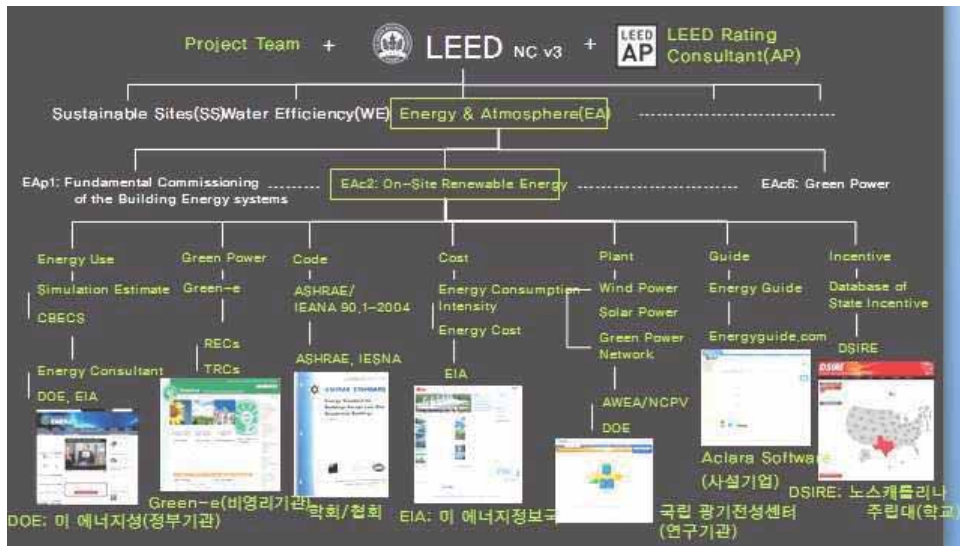 Project Team + LEED NC v3 + LEED AP LEED Rating
Consultant(AP)
Sustainable Sites(SS)Water Efficiency(WE) Energy & Atmosphere(EA)
EAp1: Fundamental Commissioning
of the Building Energy systems
EAc2: On-Site Renewable Energy
EAc6: Green Power
Energy Use
Simulation Estimate
CBECS
Energy Consultant
DOE, EIA
DOE: 미 에너지성(정부기관)
Green Power
Green-e
RECs
TRCs
Green-e(비영리기관)
Code
ASHRAE/
IEANA 90.1-2004
ASHRAE, IESNA
학회/협회
Cost
Energy Consumption
Intensity
Energy Cost
EIA
EIA: 미 에너지정보국
Plant
Wind Power
Solar Power
Green Power
Network
AWEA/NCPV
DOE
국립 광기전성센터
(연구기관)
Guide
Energy Guide
Energyguide.com
Aclara Software
(사설기업)
Incentive
Database of
State Incentive
DSIRE
DSIRE
DSIRE: 노스캐롤리나
주립대(학교)